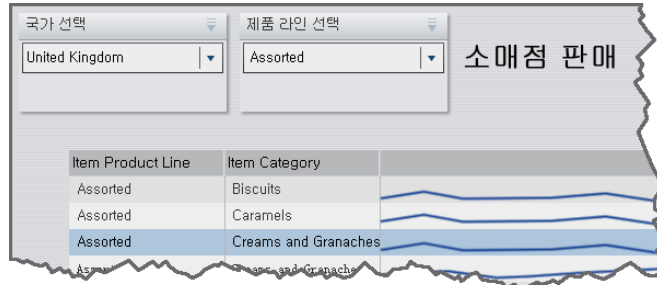 국가 선택
제품 라인 선택
United Kingdom
Assorted
소매점 판매
Item Product Line Item Category
Assorted Biscuits
Assorted Caramels
Assorted Creams and Granaches